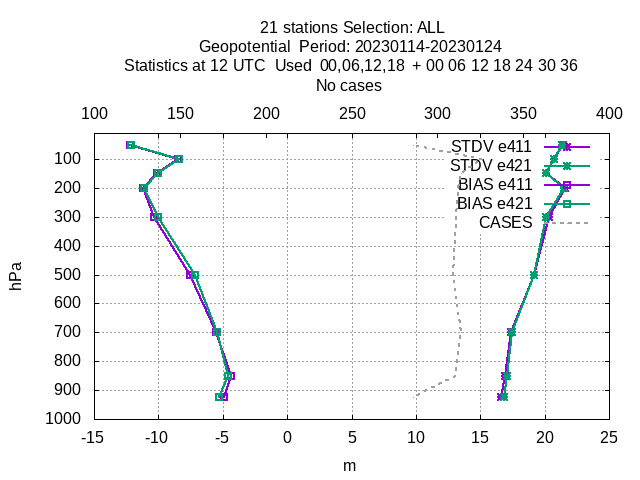 21 stations Selection: ALL
Geopotential  Period: 20230114-20230124
Statistics at 12 UTC  Used  00,06,12,18  + 00 06 12 18 24 30 36
No cases
100 150 200 250 300 350 400
STDV e411
100
STDV e421
BIAS e411
200
BIAS e421
300
CASES
400
hPa
500
600
700
800
900
1000
-15 -10 -5 0 5 10 15 20 25
m